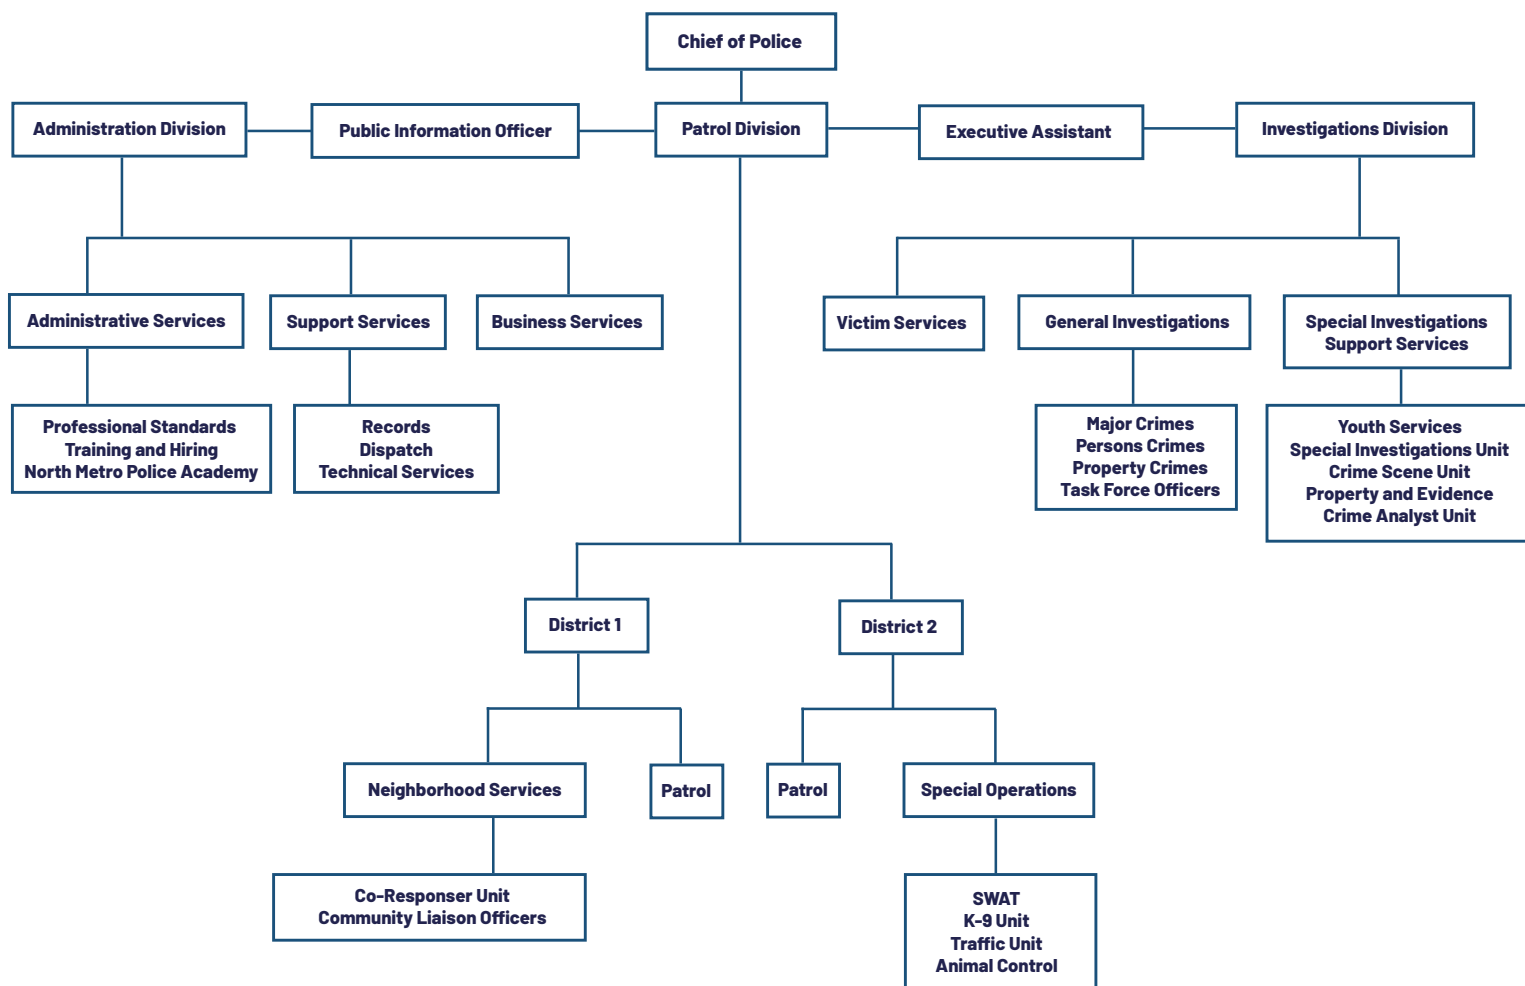 Chief of Police
Administration Division
Public Information Officer
Patrol Division
Executive Assistant
Investigations Division
Administrative Services
Support Services
Business Services
Victim Services
General Investigations
Special Investigations
Support Services
Professional Standards
Training and Hiring
North Metro Police Academy
Records
Dispatch
Technical Services
Major Crimes
Persons Crimes
Property Crimes
Task Force Officers
Youth Services
Special Investigations Unit
Crime Scene Unit
Property and Evidence
Crime Analyst Unit
District 1
District 2
Neighborhood Services
Patrol
Patrol
Special Operations
Co-Responser Unit
Community Liaison Officers
SWAT
K-9 Unit
Traffic Unit
Animal Control